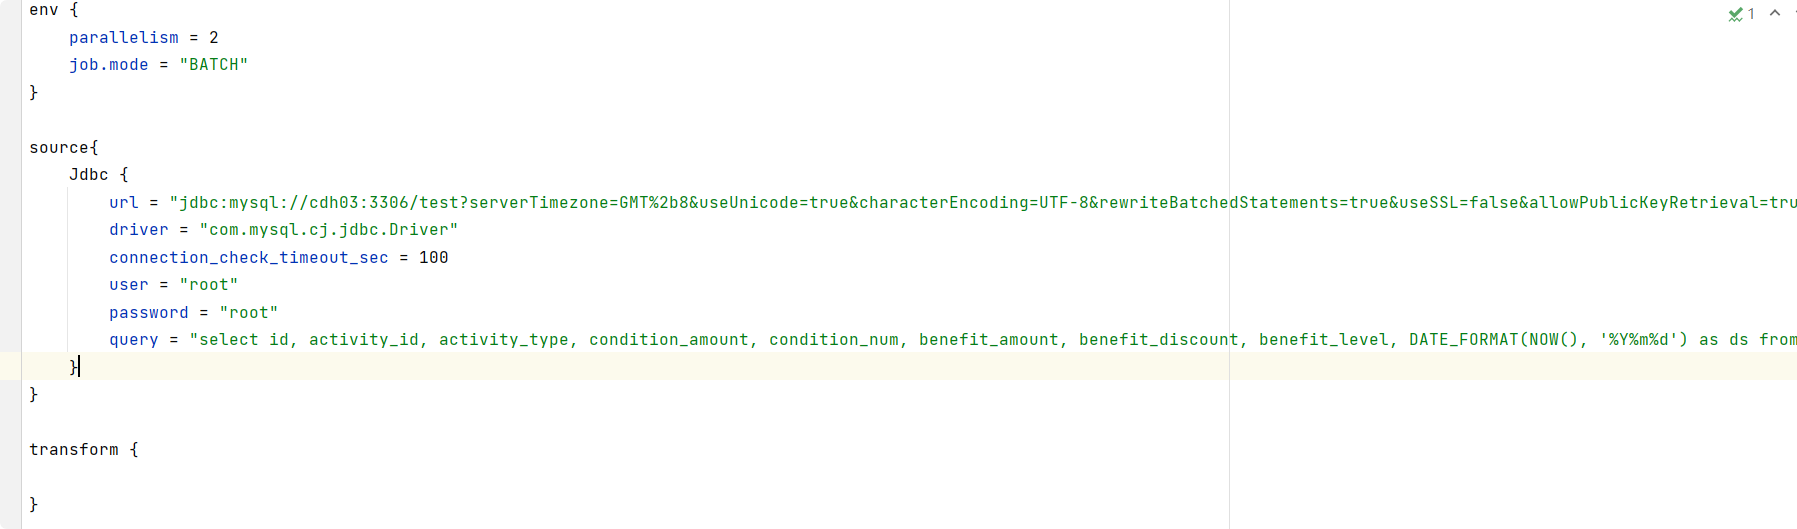 env {
    parallelism = 2
    job.mode = "BATCH"
}
source{
    Jdbc {
        url = "jdbc:mysql://cdh03:3306/test?serverTimezone=GMT%2b8&useUnicode=true&characterEncoding=UTF-8&rewriteBatchedStatements=true&useSSL=false&allowPublicKeyRetrieval=tru
        driver = "com.mysql.cj.jdbc.Driver"
        connection_check_timeout_sec = 100
        user = "root"
        password = "root"
        query = "select id, activity_id, activity_type, condition_amount, condition_num, benefit_amount, benefit_discount, benefit_level, DATE_FORMAT(NOW(), '%Y%m%d') as ds from
    }
}
transform {
}
1